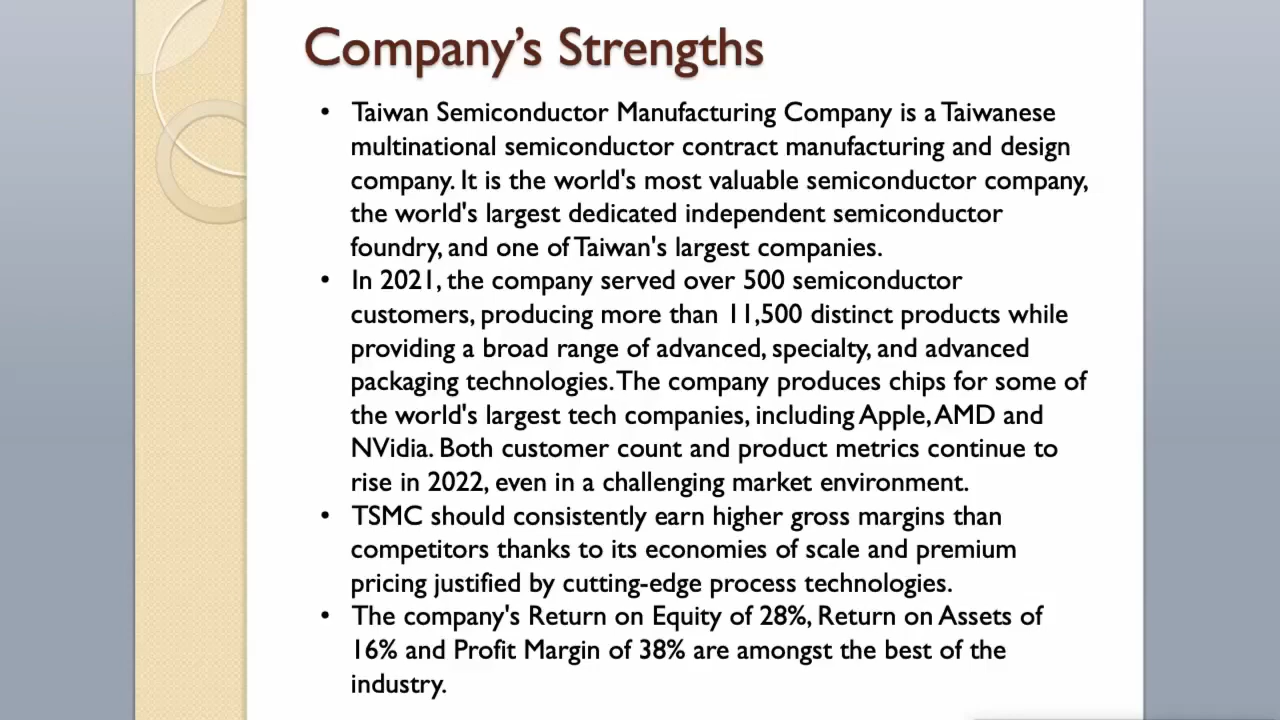 Company's Strengths
• Taiwan Semiconductor Manufacturing Company is a Taiwanese
multinational semiconductor contract manufacturing and design
company. It is the world's most valuable semiconductor company,
the world's largest dedicated independent semiconductor
foundry, and one of Taiwan's largest companies.
• In 2021, the company served over 500 semiconductor
customers, producing more than 11,500 distinct products while
providing a broad range of advanced, specialty, and advanced
packaging technologies. The company produces chips for some of
the world's largest tech companies, including Apple, AMD and
NVidia. Both customer count and product metrics continue to
rise in 2022, even in a challenging market environment.
• TSMC should consistently earn higher gross margins than
competitors thanks to its economies of scale and premium
pricing justified by cutting-edge process technologies.
• The company's Return on Equity of 28%, Return on Assets of
16% and Profit Margin of 38% are amongst the best of the
industry.